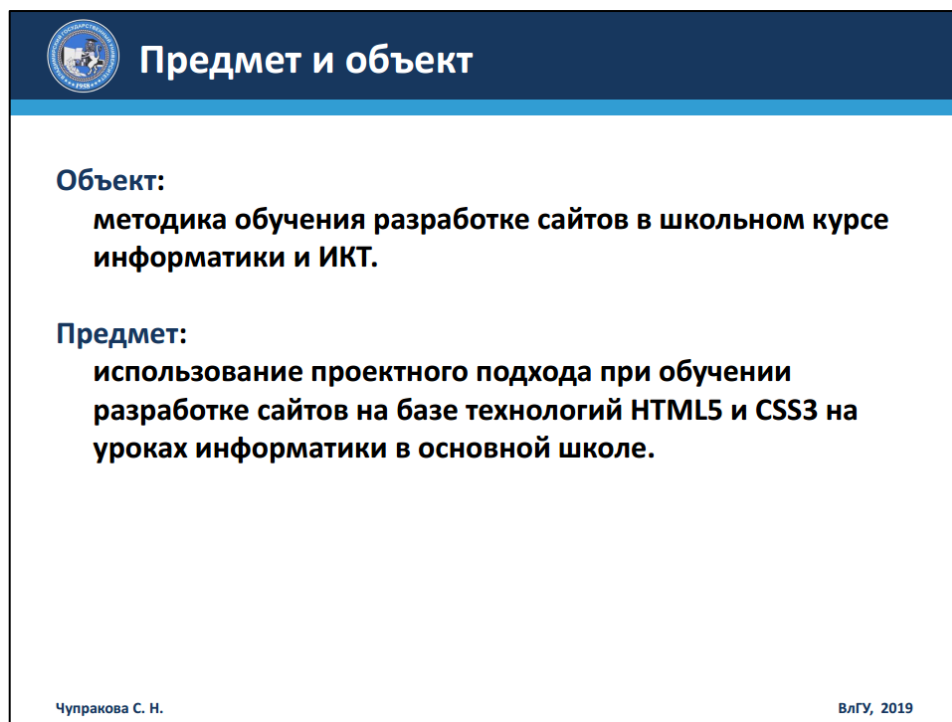 Предмет и объект
Объект:
методика обучения разработке сайтов в школьном курсе
информатики и ИКТ.
Предмет:
использование проектного подхода при обучении
разработке сайтов на базе технологий HTML5 и CSS3 на
уроках информатики в основной школе.
Чупракова С. Н.
ВлГУ, 2019